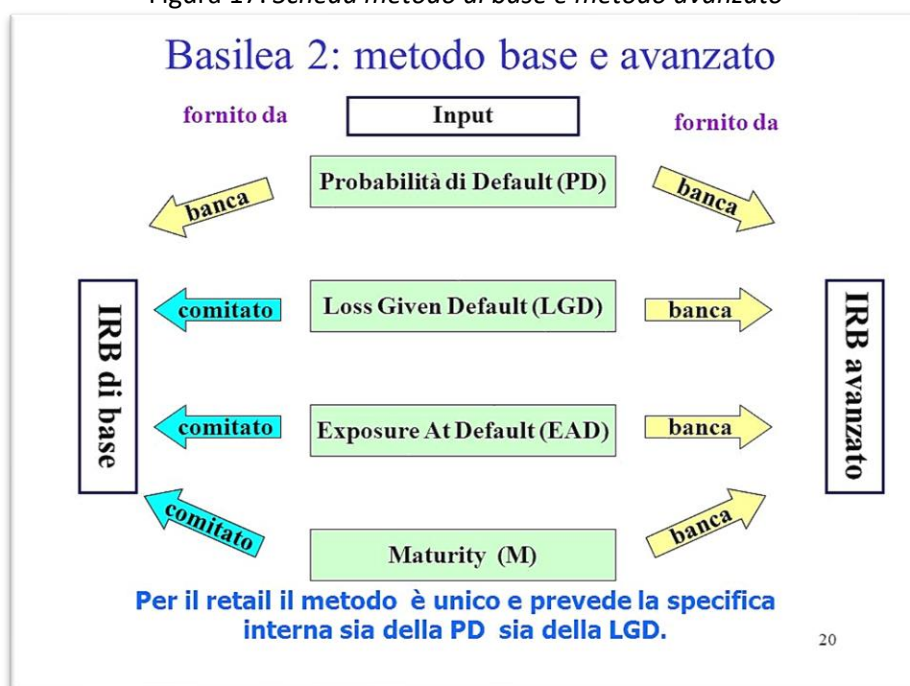 Figura 17: Scheda metodo di base e metodo avanzato
Basilea 2: metodo base e avanzato
fornito da
Input
fornito da
Probabilità di Default (PD)
banca
banca
IRB di base
comitato
Loss Given Default (LGD)
banca
IRB avanzato
comitato
Exposure At Default (EAD)
banca
comitato
Maturity (M)
banca
Per il retail il metodo è unico e prevede la specifica
interna sia della PD sia della LGD.
20